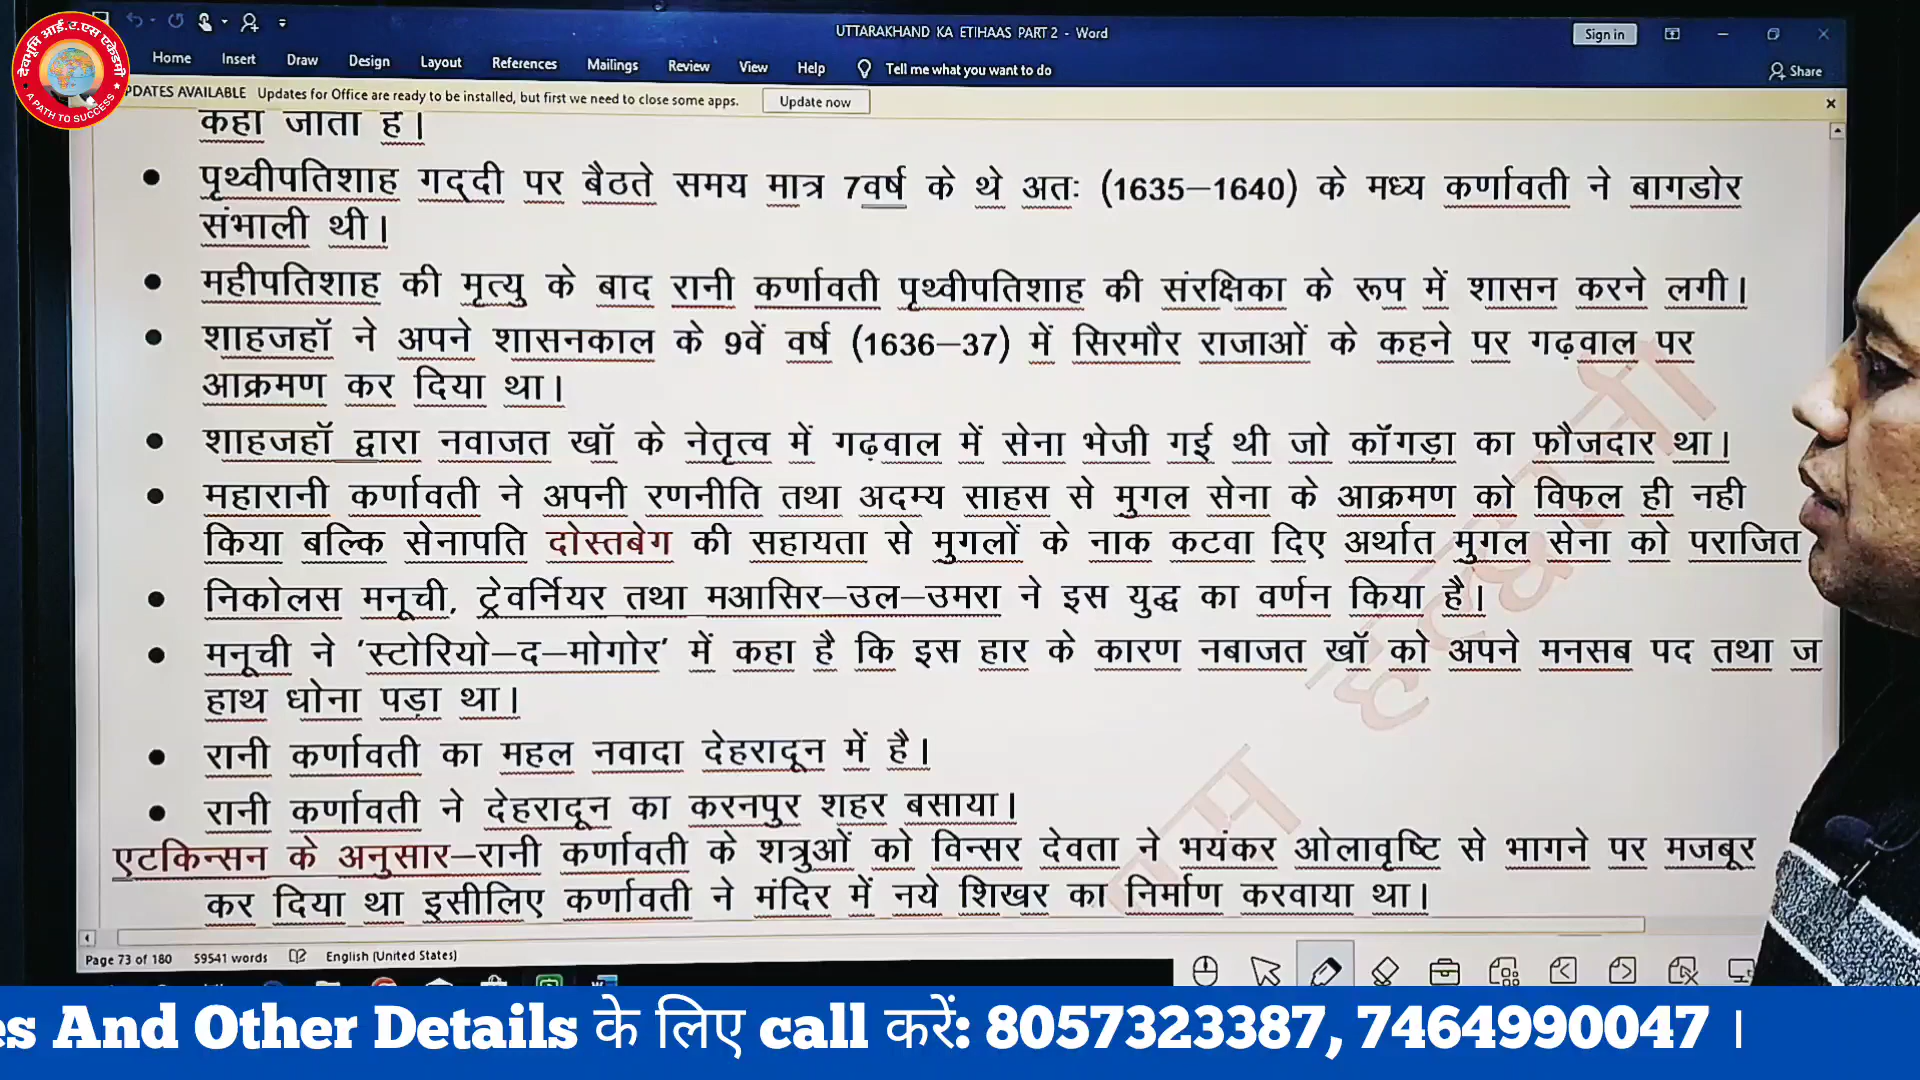 UTTARAKHAND KA ETIHAAS PART 2 - Word
Sign in
Home Insert Draw Design Layout References Mailings Review View Help Tell me what you want to do
Share
देवभूमि आई.ए.एस एकेडमी
A PATH TO SUCCESS
PDATES AVAILABLE Updates for Office are ready to be installed, but first we need to close some apps. Update now
कहा जाता है।
• पृथ्वीपतिशाह गद्दी पर बैठते समय मात्र 7वर्ष के थे अतः (1635–1640) के मध्य कर्णावती ने बागडोर
संभाली थी।
• महीपतिशाह की मृत्यु के बाद रानी कर्णावती पृथ्वीपतिशाह की संरक्षिका के रूप में शासन करने लगी।
• शाहजहॉ ने अपने शासनकाल के 9वें वर्ष (1636–37) में सिरमौर राजाओं के कहने पर गढ़वाल पर
आक्रमण कर दिया था।
• शाहजहॉ द्वारा नवाजत खॉ के नेतृत्व में गढ़वाल में सेना भेजी गई थी जो कॉंगड़ा का फौजदार था।
• महारानी कर्णावती ने अपनी रणनीति तथा अदम्य साहस से मुगल सेना के आक्रमण को विफल ही नही
किया बल्कि सेनापति दोस्तबेग की सहायता से मुगलों के नाक कटवा दिए अर्थात मुगल सेना को पराजित
• निकोलस मनूची, ट्रेवर्नियर तथा मआसिर–उल–उमरा ने इस युद्ध का वर्णन किया है।
• मनूची ने 'स्टोरियो–द–मोगोर' में कहा है कि इस हार के कारण नबाजत खॉ को अपने मनसब पद तथा ज
हाथ धोना पड़ा था।
• रानी कर्णावती का महल नवादा देहरादून में है।
• रानी कर्णावती ने देहरादून का करनपुर शहर बसाया।
एटकिन्सन के अनुसार–रानी कर्णावती के शत्रुओं को विन्सर देवता ने भयंकर ओलावृष्टि से भागने पर मजबूर
कर दिया था इसीलिए कर्णावती ने मंदिर में नये शिखर का निर्माण करवाया था।
Page 73 of 180 59541 words English (United States)
es And Other Details के लिए call करें: 8057323387, 7464990047 ।